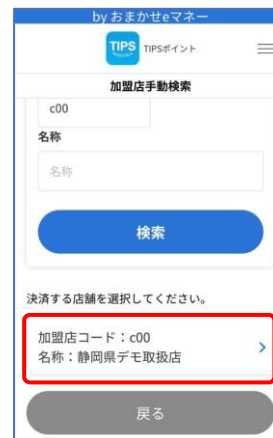 by おまかせeマネー
TIPS TIPSポイント
加盟店手動検索
c00
名称
名称
検索
決済する店舗を選択してください。
加盟店コード：c00
名称：静岡県デモ取扱店
戻る